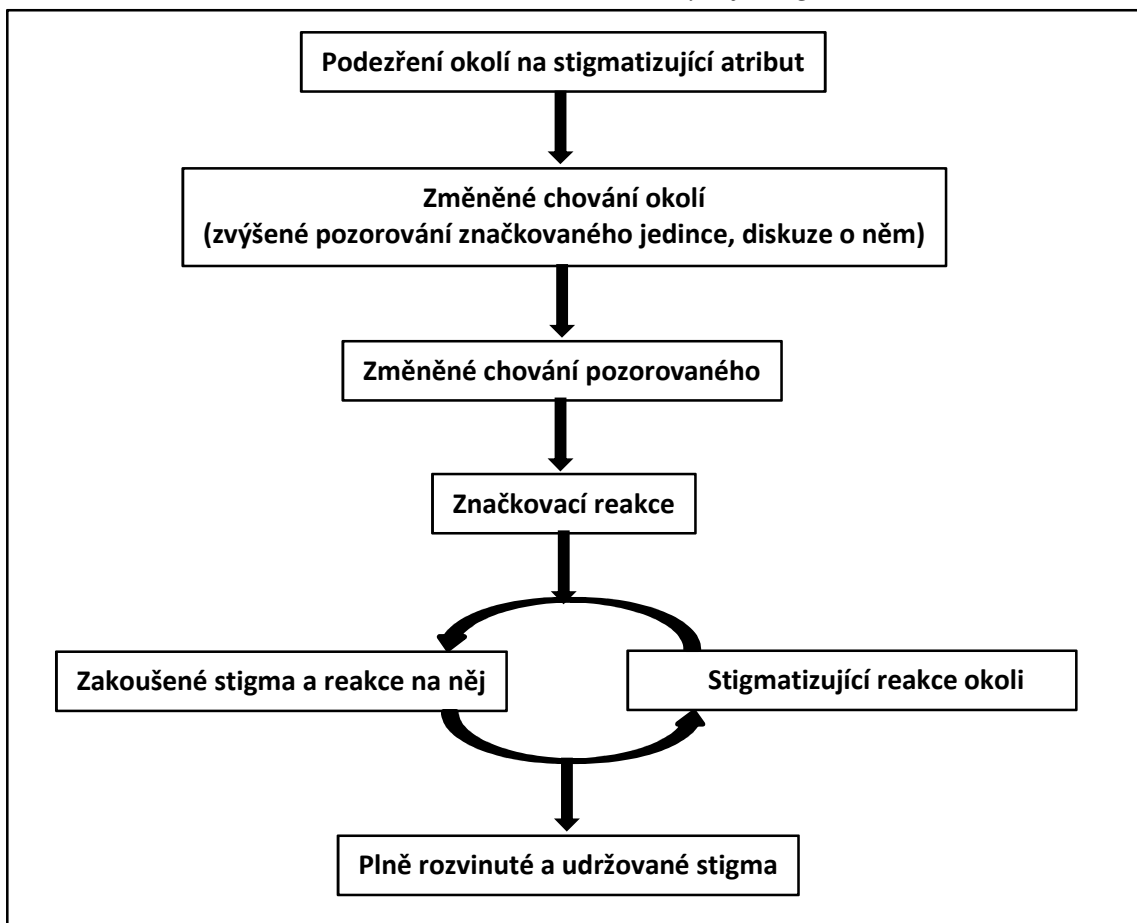 Podezření okolí na stigmatizující atribut
Změněné chování okolí
(zvýšené pozorování značkovaného jedince, diskuze o něm)
Změněné chování pozorovaného
Značkovací reakce
Zakoušené stigma a reakce na něj
Stigmatizující reakce okoli
Plně rozvinuté a udržované stigma